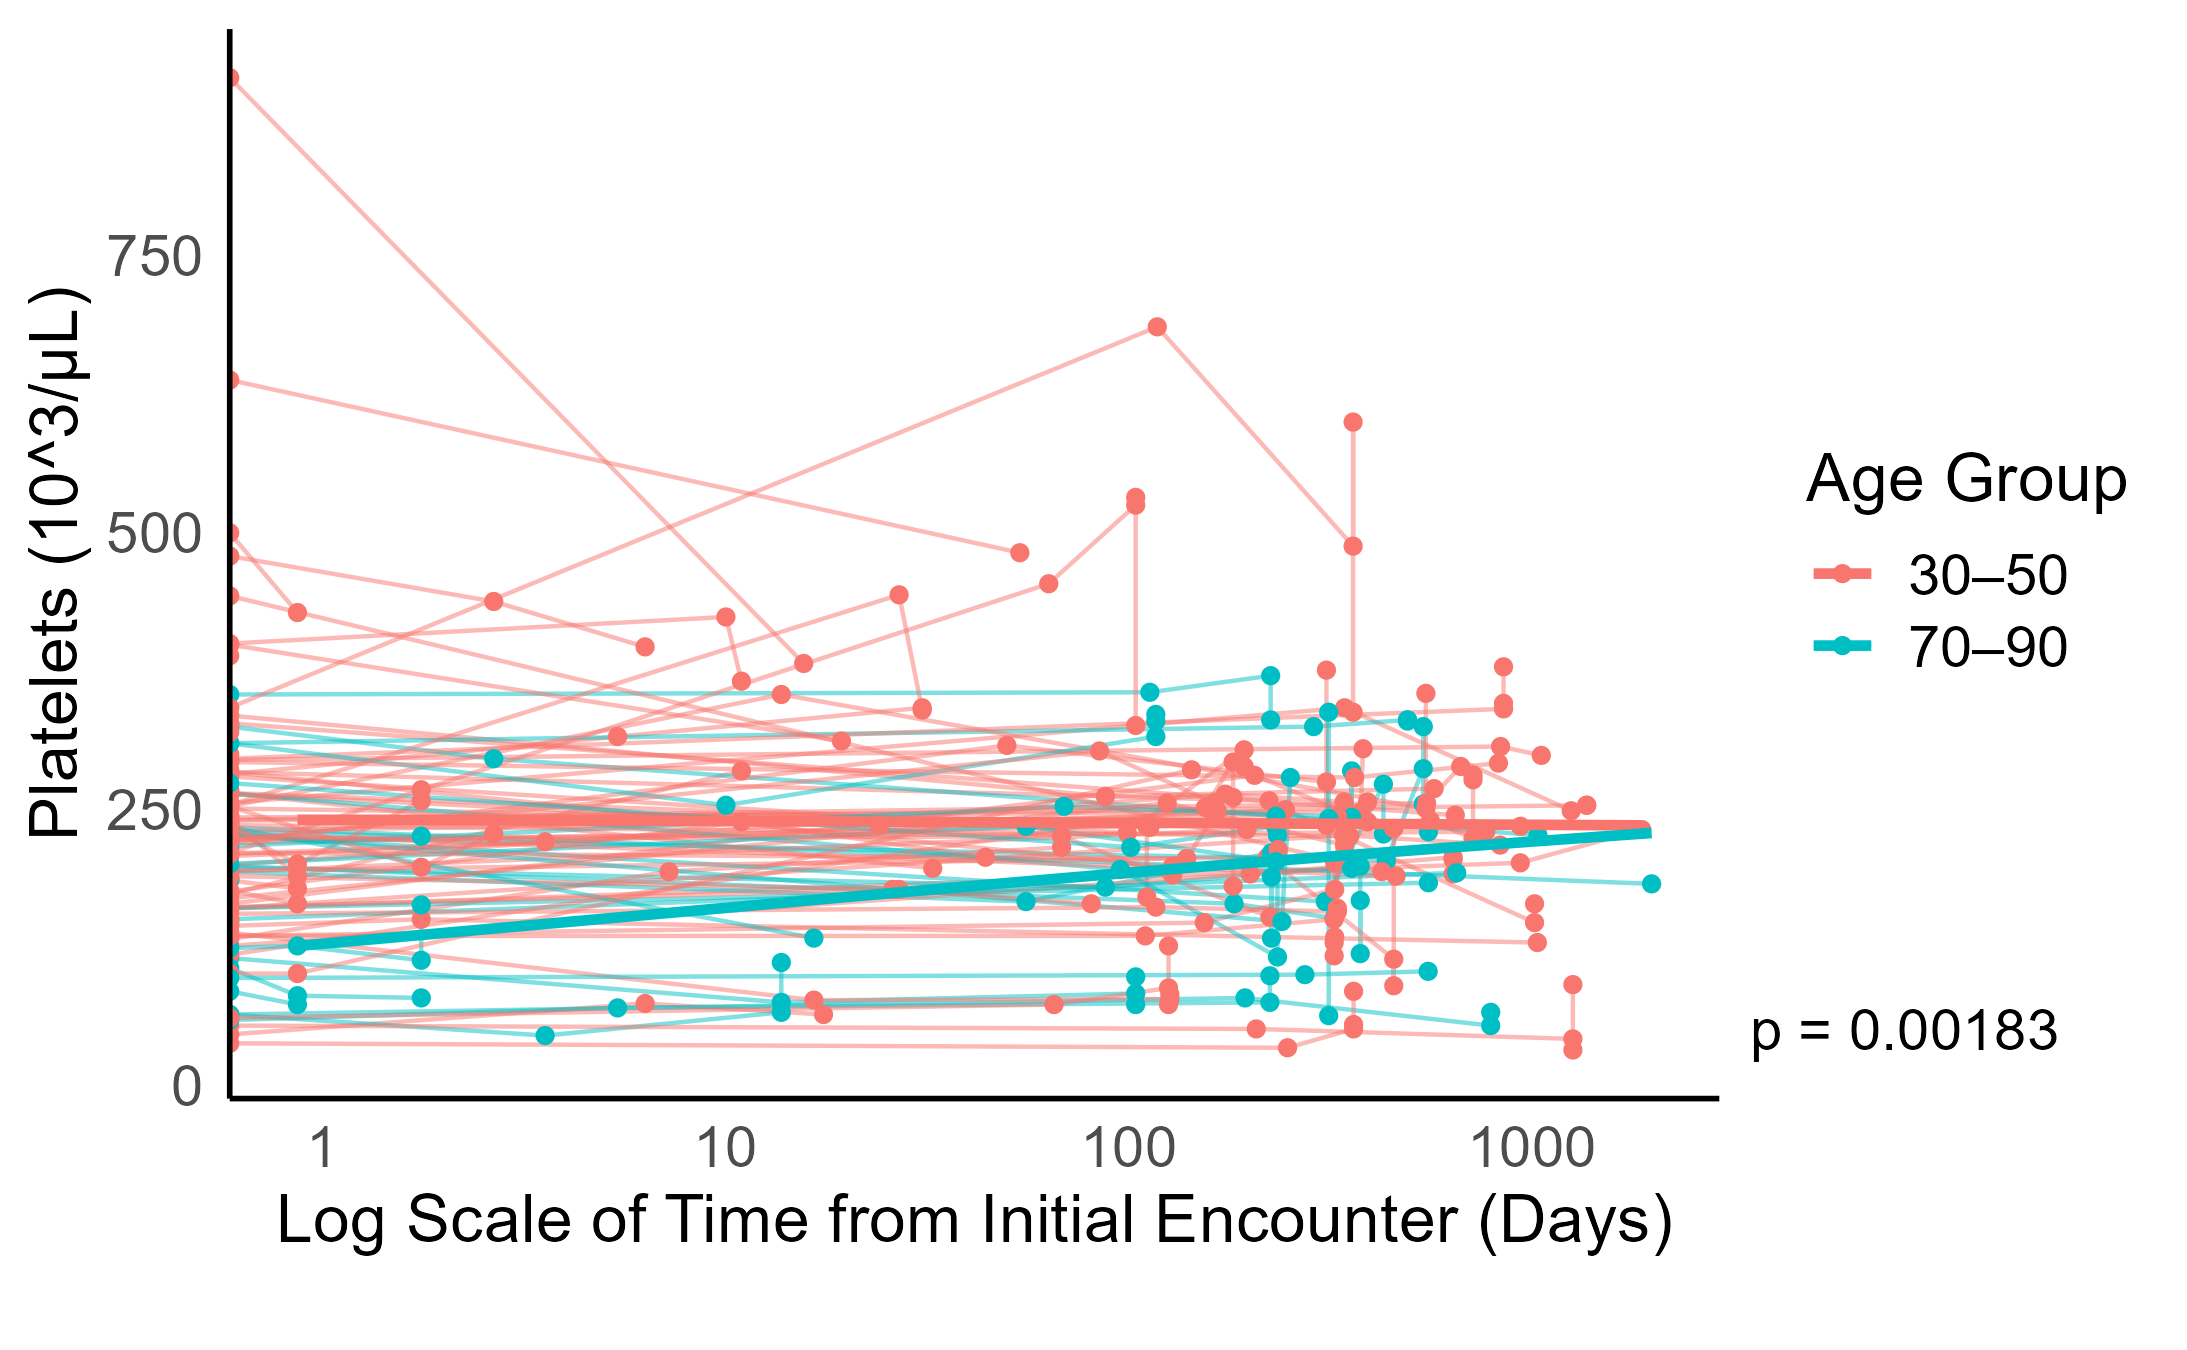 Platelets (10^3/μL)
750
500
250
0
1 10 100 1000
Log Scale of Time from Initial Encounter (Days)
Age Group
30–50
70–90
p = 0.00183